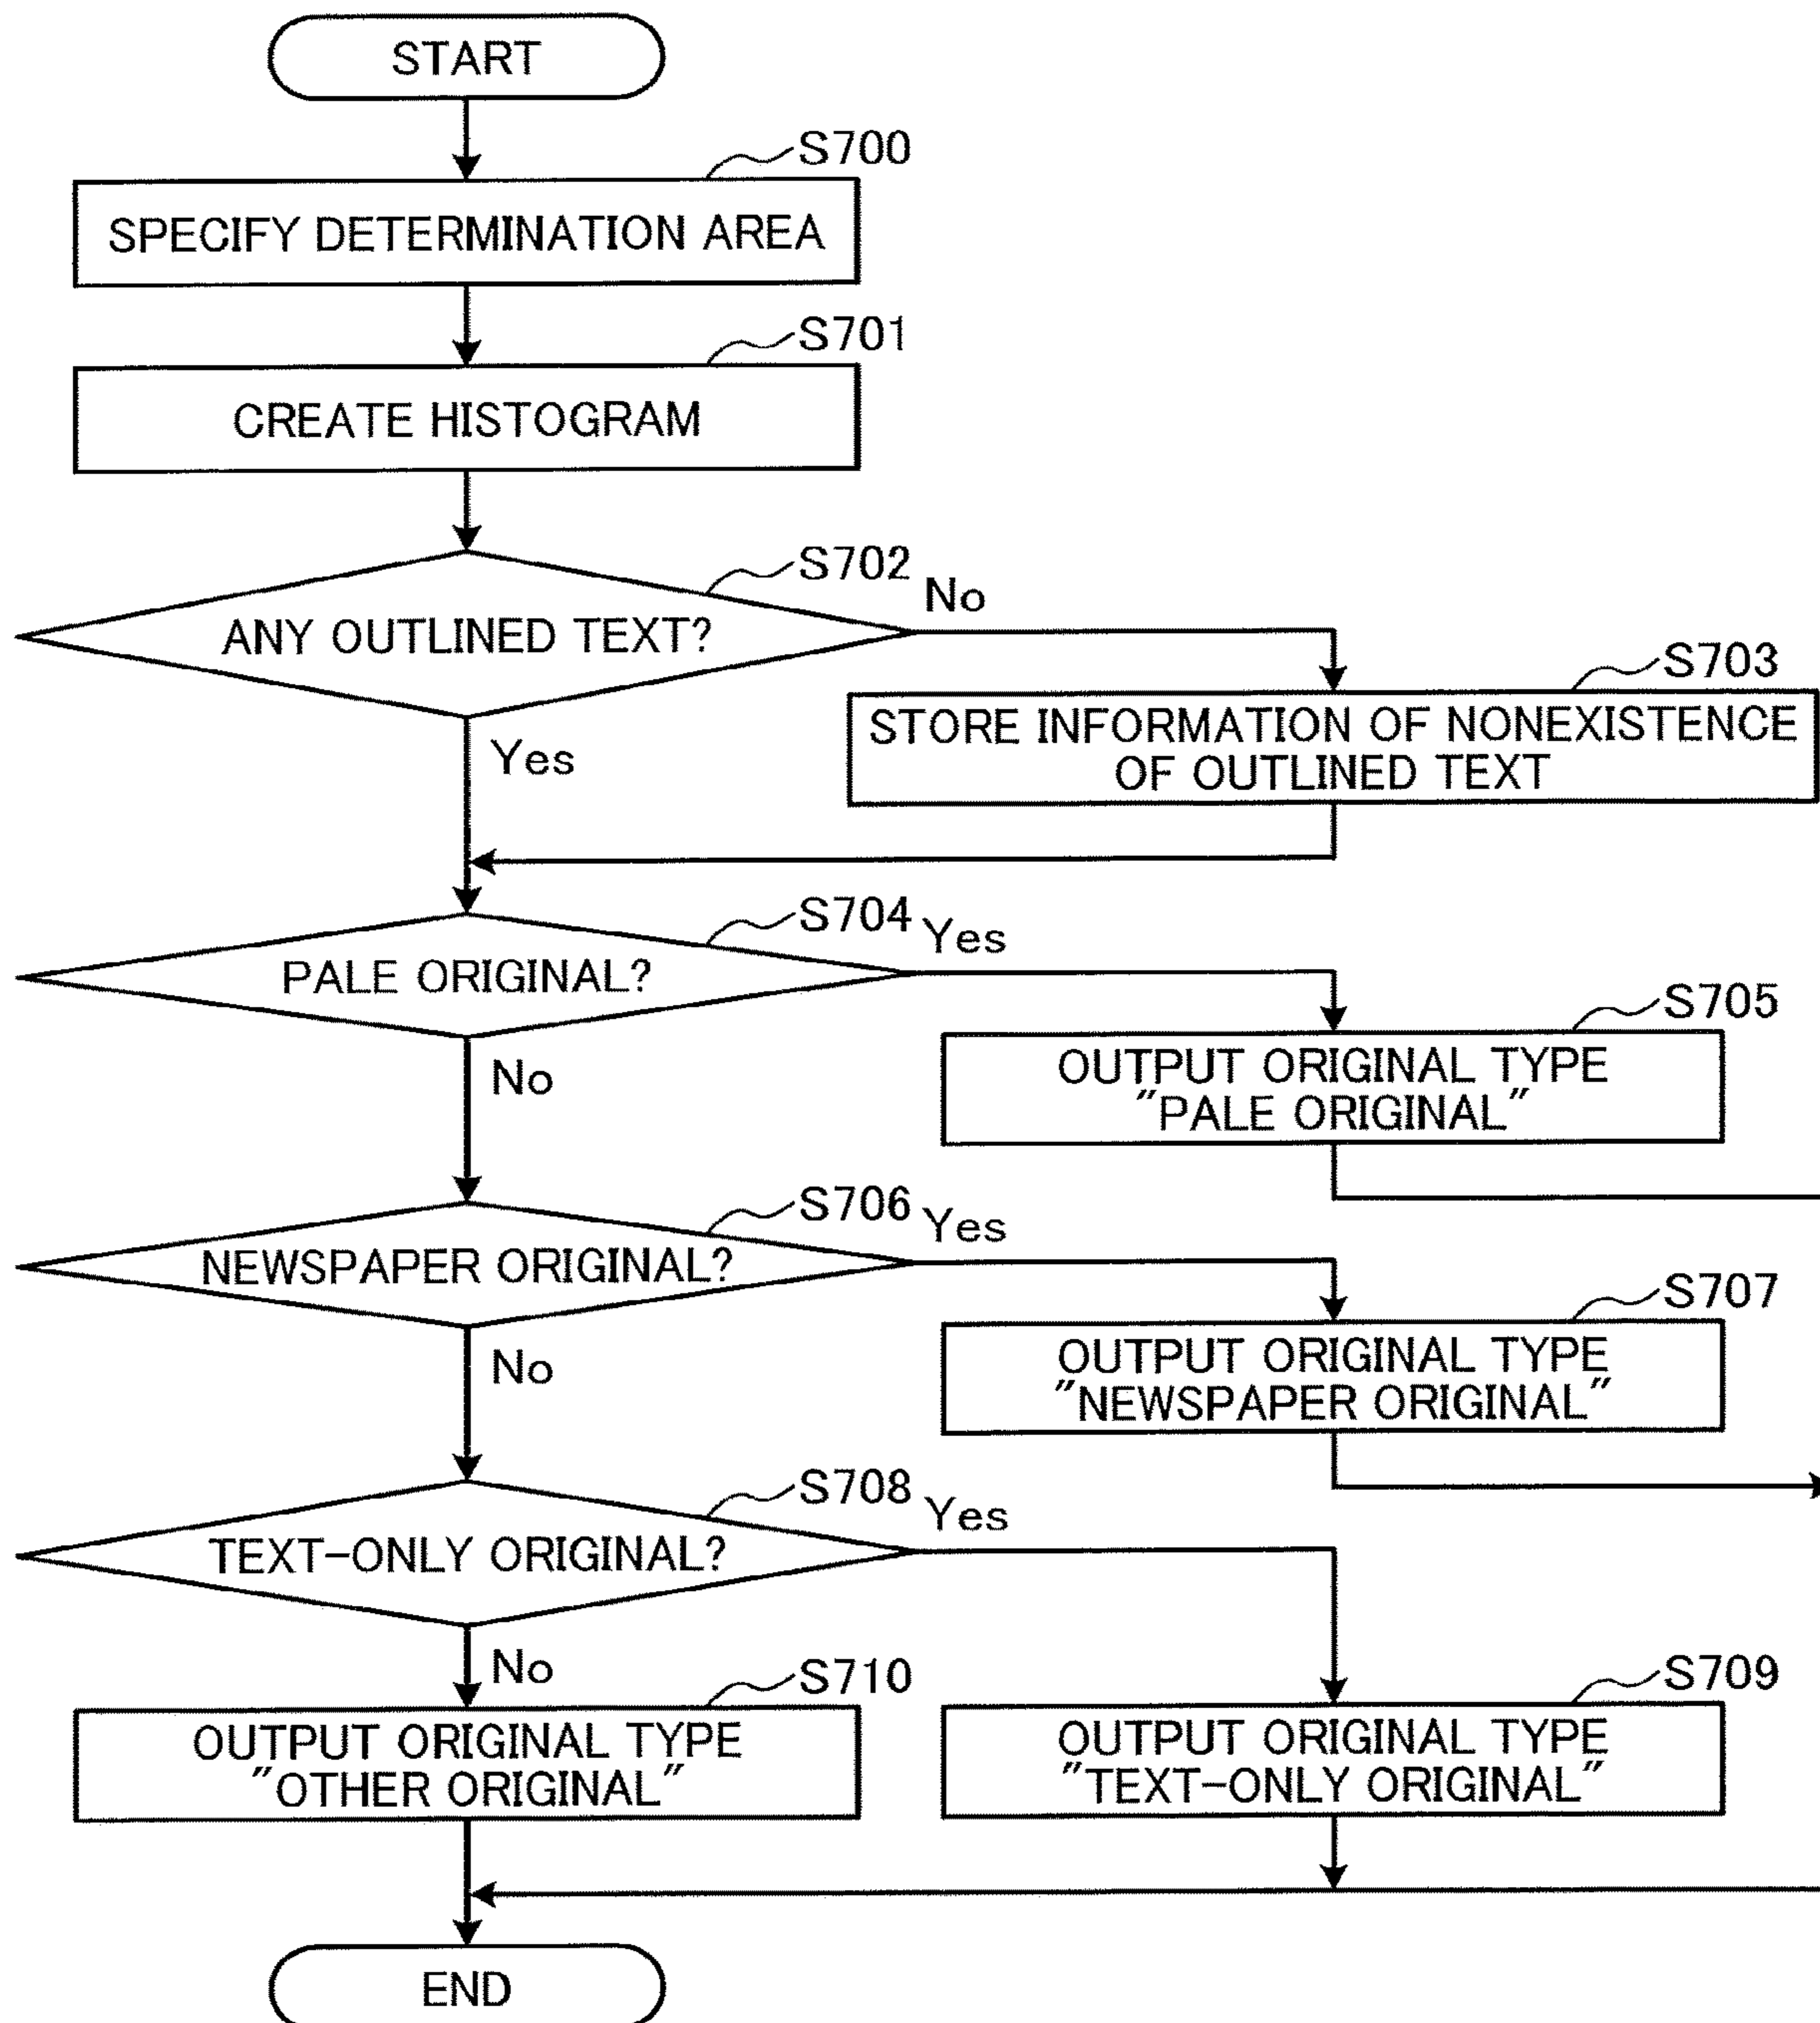 START
S700
SPECIFY DETERMINATION AREA
S701
CREATE HISTOGRAM
S702
ANY OUTLINED TEXT?
No
Yes
S703
STORE INFORMATION OF NONEXISTENCE
OF OUTLINED TEXT
S704
PALE ORIGINAL?
Yes
No
S705
OUTPUT ORIGINAL TYPE
"PALE ORIGINAL"
S706
NEWSPAPER ORIGINAL?
Yes
No
S707
OUTPUT ORIGINAL TYPE
"NEWSPAPER ORIGINAL"
S708
TEXT-ONLY ORIGINAL?
Yes
No
S709
OUTPUT ORIGINAL TYPE
"TEXT-ONLY ORIGINAL"
S710
OUTPUT ORIGINAL TYPE
"OTHER ORIGINAL"
END